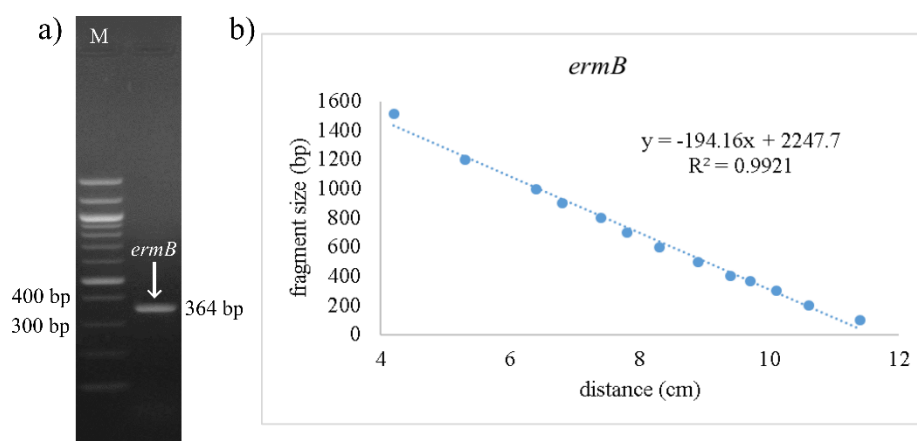 a)
M
ermB
400 bp
300 bp
364 bp
b)
ermB
y = -194.16x + 2247.7
R² = 0.9921
fragment size (bp)
1600
1400
1200
1000
800
600
400
200
0
4
6
8
10
12
distance (cm)